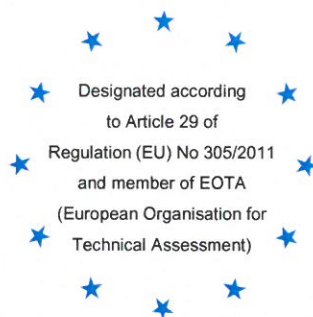 Designated according
to Article 29 of
Regulation (EU) No 305/2011
and member of EOTA
(European Organisation for
Technical Assessment)